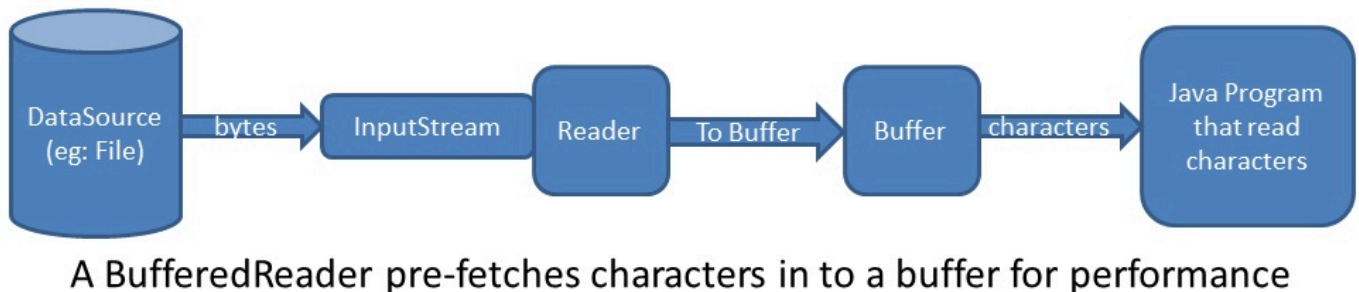 DataSource
(eg: File)
bytes
InputStream
Reader
To Buffer
Buffer
characters
Java Program
that read
characters
A BufferedReader pre-fetches characters in to a buffer for performance